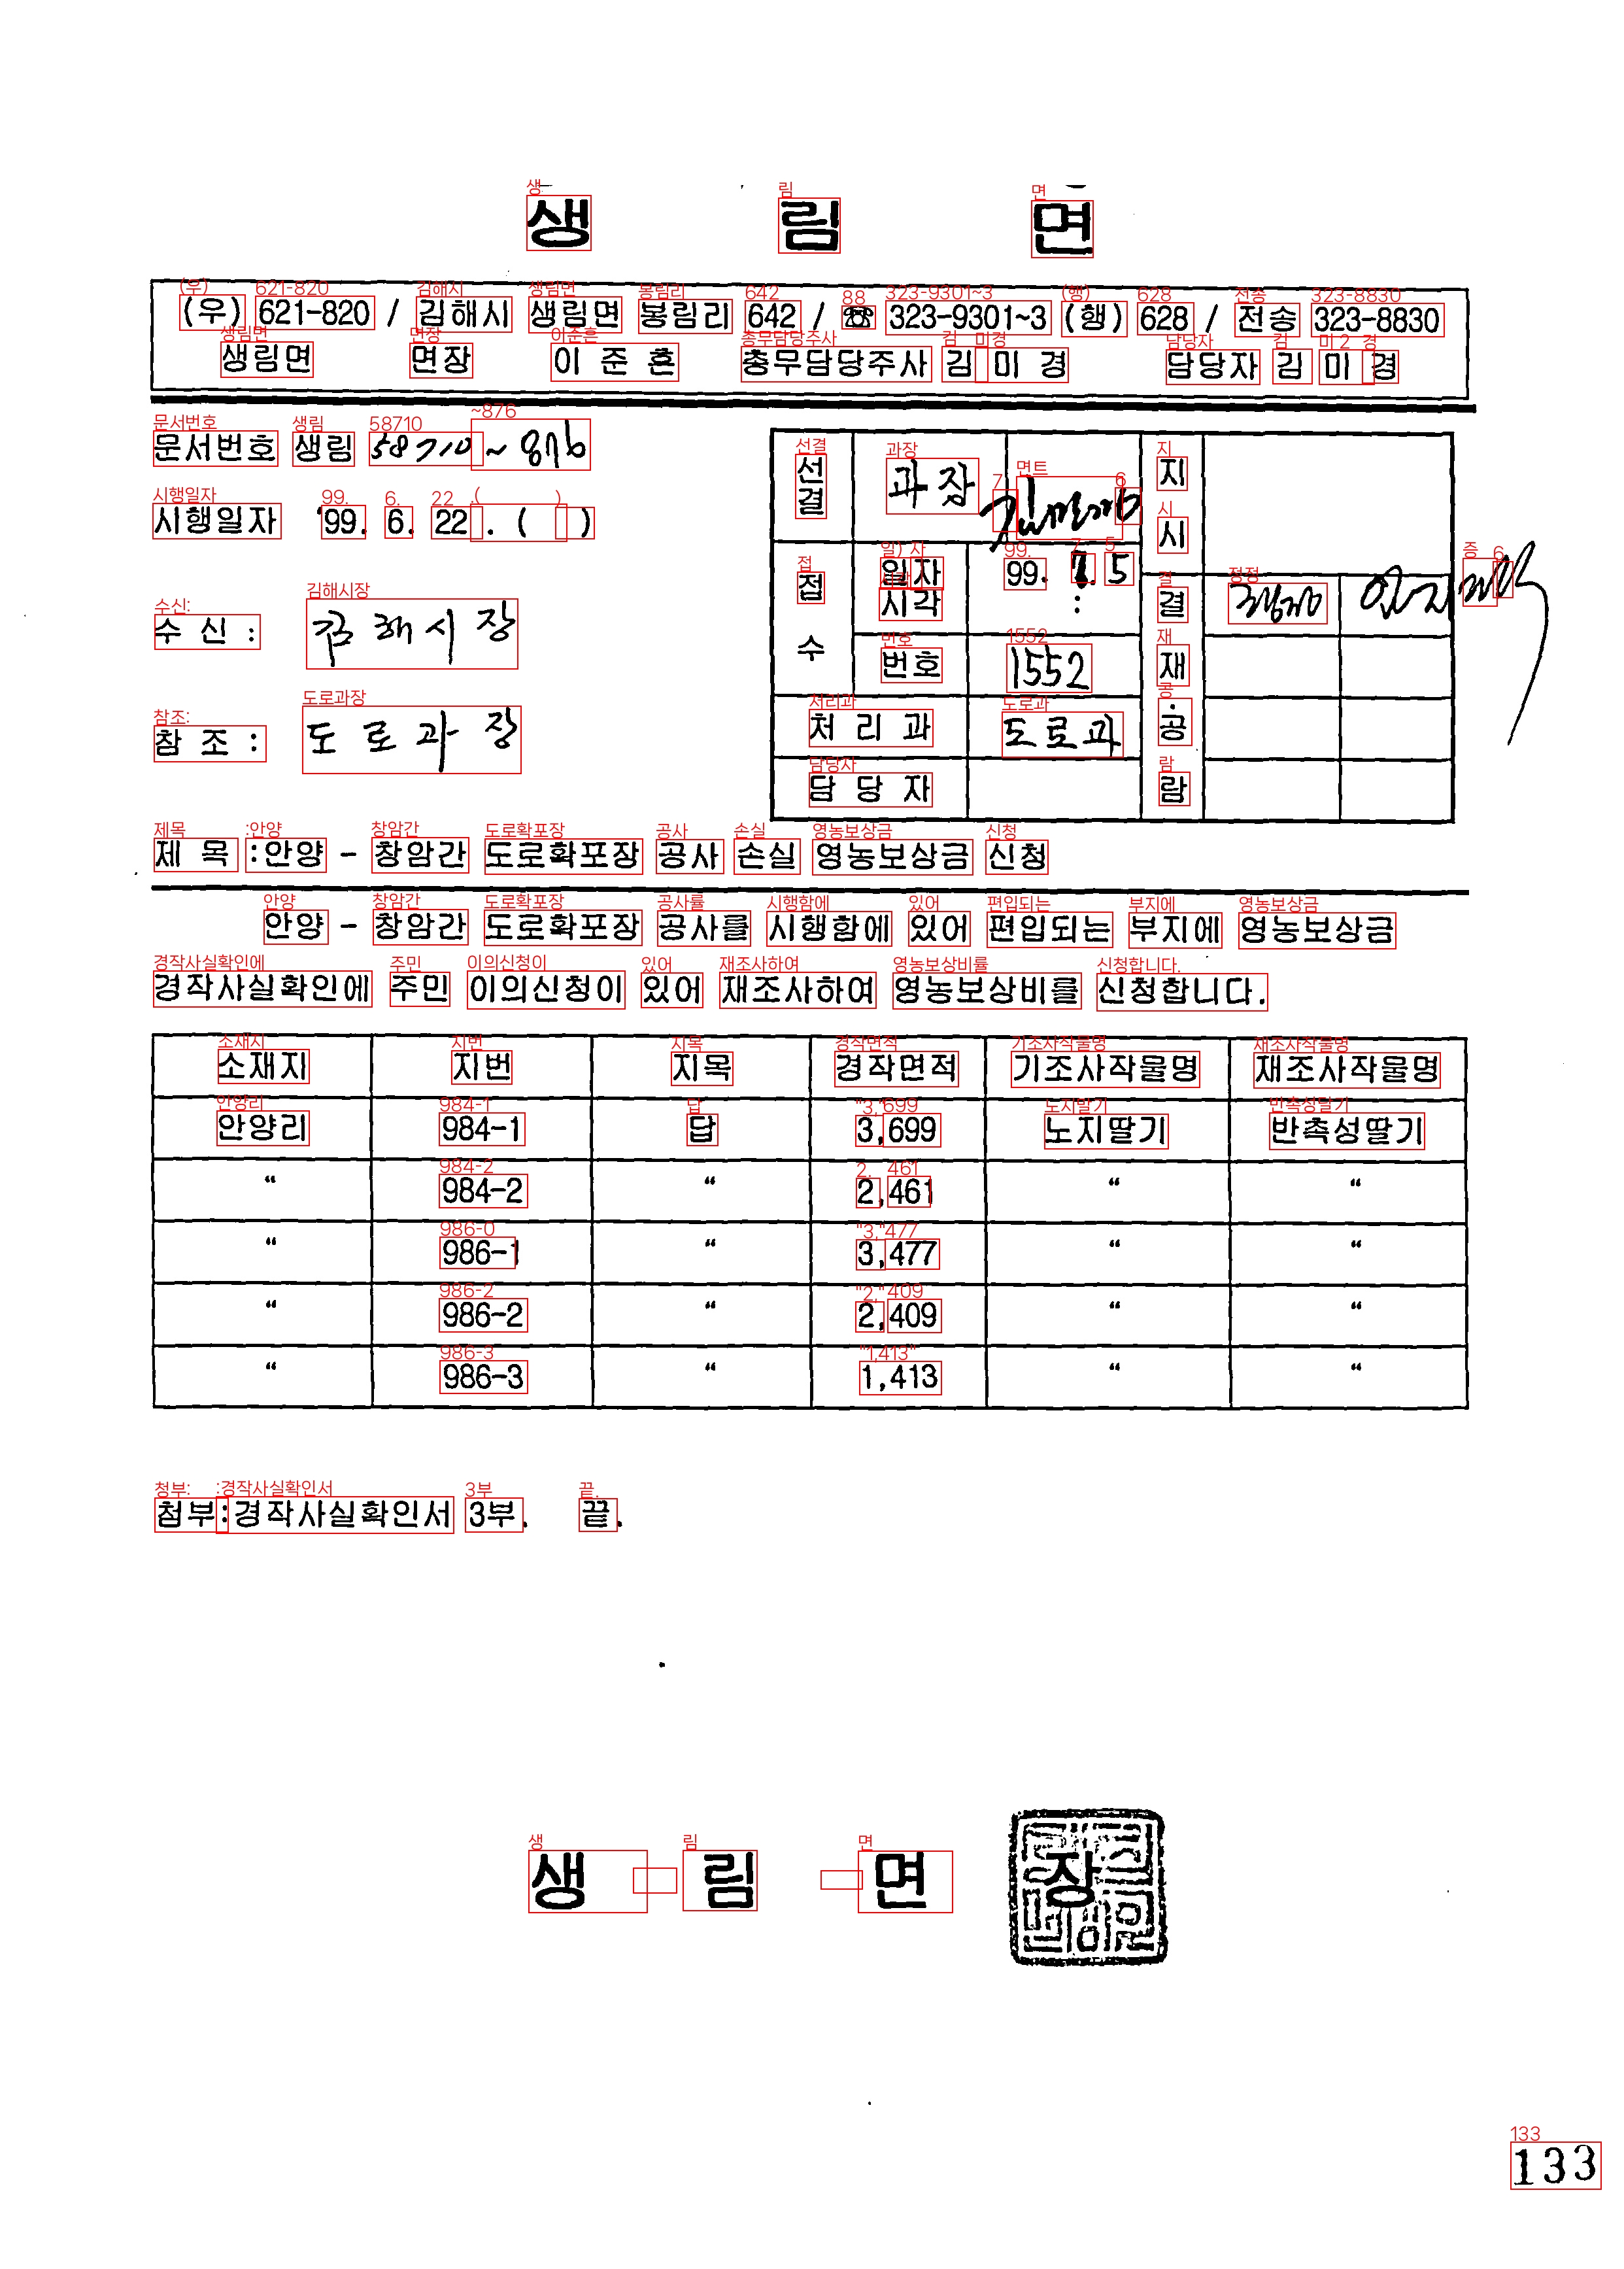 생 림 면
(우) 621-820 / 김해시 생림면 봉림리 642 / ☎ 323-9301~3 (행) 628 / 전송 323-8830
생림면 면장 이 준 흔 총무담당주사 김 미 경 담당자 김 미 경
문서번호 생림 58710 ~ 876
시행일자 '99. 6. 22 . ( )
수 신 : 김해시장
참 조 : 도로과장
선결 과장 지시
접수 일자 99. 7. 5 결재·공람
시각 :
번호 1552
처 리 과 도로과
담 당 자
제 목 : 안양 - 창암간 도로확포장 공사 손실 영농보상금 신청
안양 - 창암간 도로확포장 공사를 시행함에 있어 편입되는 부지에 영농보상금
경작사실확인에 주민 이의신청이 있어 재조사하여 영농보상비를 신청합니다.
소재지 지번 지목 경작면적 기조사작물명 재조사작물명
안양리 984-1 답 3,699 노지딸기 반촉성딸기
“ 984-2 “ 2,461 “ “
“ 986-1 “ 3,477 “ “
“ 986-2 “ 2,409 “ “
“ 986-3 “ 1,413 “ “
첨부 : 경작사실확인서 3부. 끝.
생 림 면 장
133